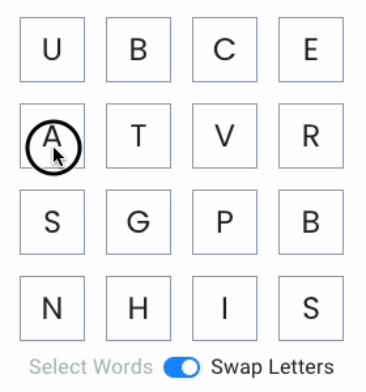 U B C E
A T V R
S G P B
N H I S
Select Words Swap Letters